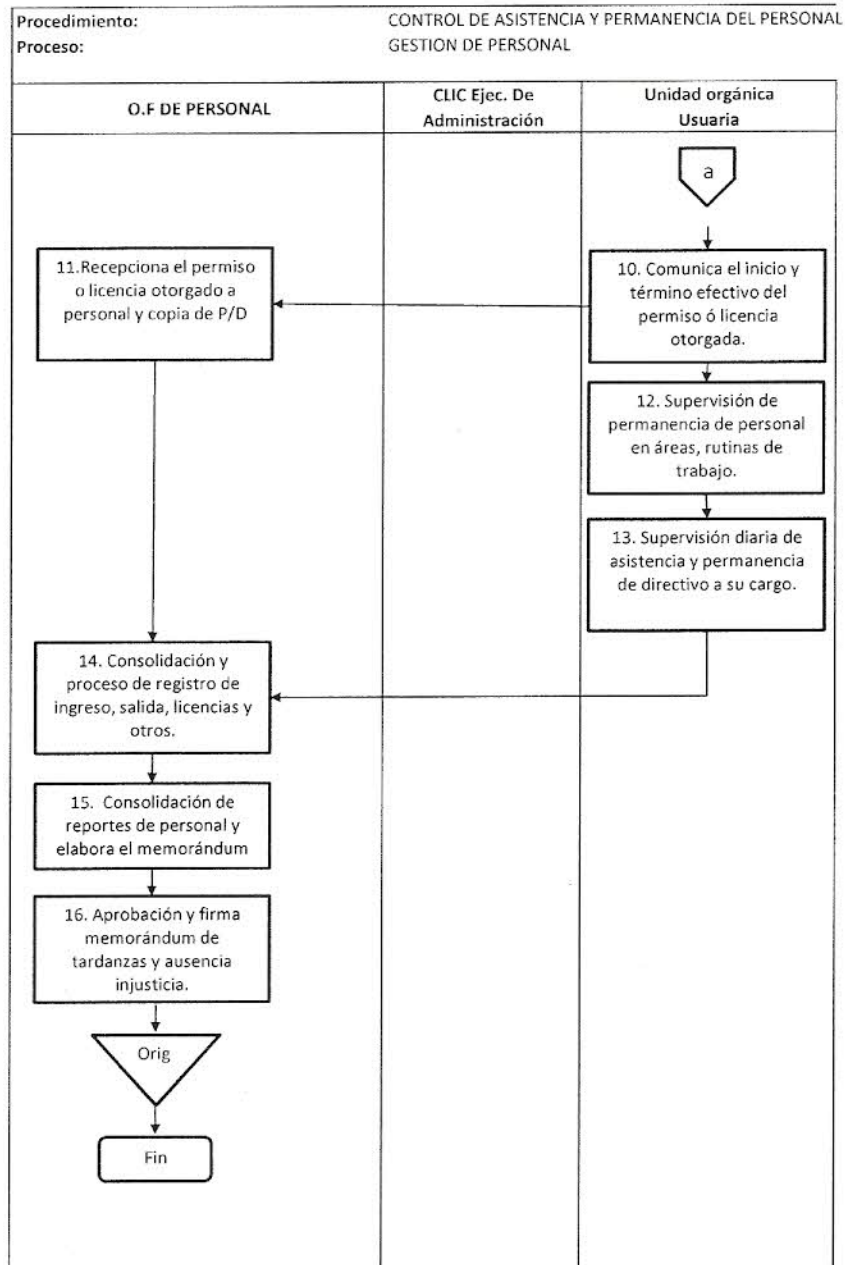 Procedimiento: CONTROL DE ASISTENCIA Y PERMANENCIA DEL PERSONAL
Proceso: GESTION DE PERSONAL
O.F DE PERSONAL
CLIC Ejec. De
Administración
Unidad orgánica
Usuaria
a
10. Comunica el inicio y
término efectivo del
permiso ó licencia
otorgada.
11.Recepciona el permiso
o licencia otorgado a
personal y copia de P/D
12. Supervisión de
permanencia de personal
en áreas, rutinas de
trabajo.
13. Supervisión diaria de
asistencia y permanencia
de directivo a su cargo.
14. Consolidación y
proceso de registro de
ingreso, salida, licencias y
otros.
15. Consolidación de
reportes de personal y
elabora el memorándum
16. Aprobación y firma
memorándum de
tardanzas y ausencia
injusticia.
Orig
Fin